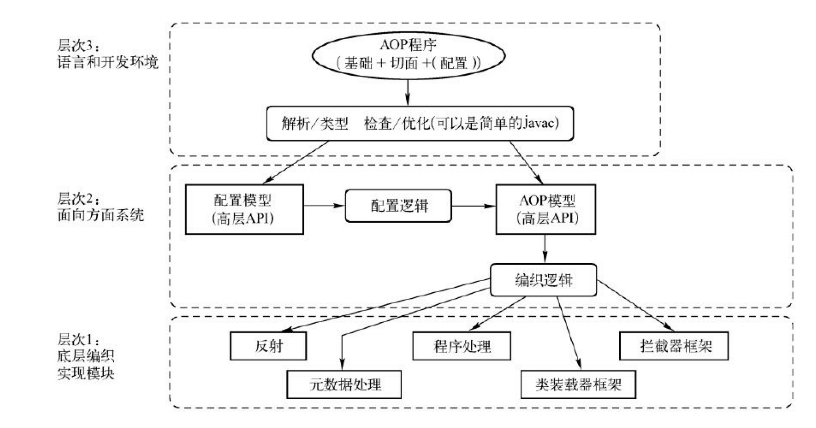 层次3:
语言和开发环境
AOP程序
(基础+切面+(配置))
解析/类型 检查/优化(可以是简单的javac)
层次2:
面向方面系统
配置模型
(高层API)
配置逻辑
AOP模型
(高层API)
编织逻辑
层次1:
底层编织
实现模块
反射
程序处理
拦截器框架
元数据处理
类装载器框架